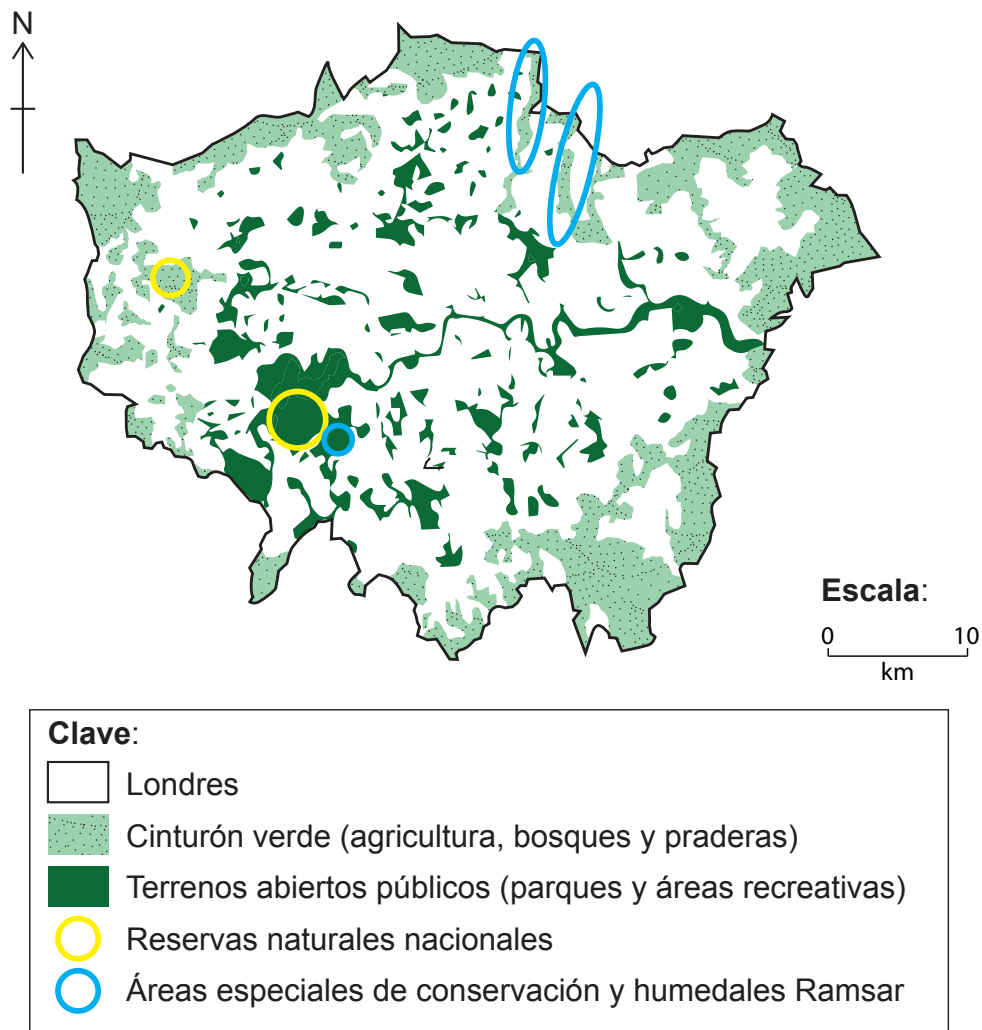 N
Escala:
0 10
km
Clave:
Londres
Cinturón verde (agricultura, bosques y praderas)
Terrenos abiertos públicos (parques y áreas recreativas)
Reservas naturales nacionales
Áreas especiales de conservación y humedales Ramsar